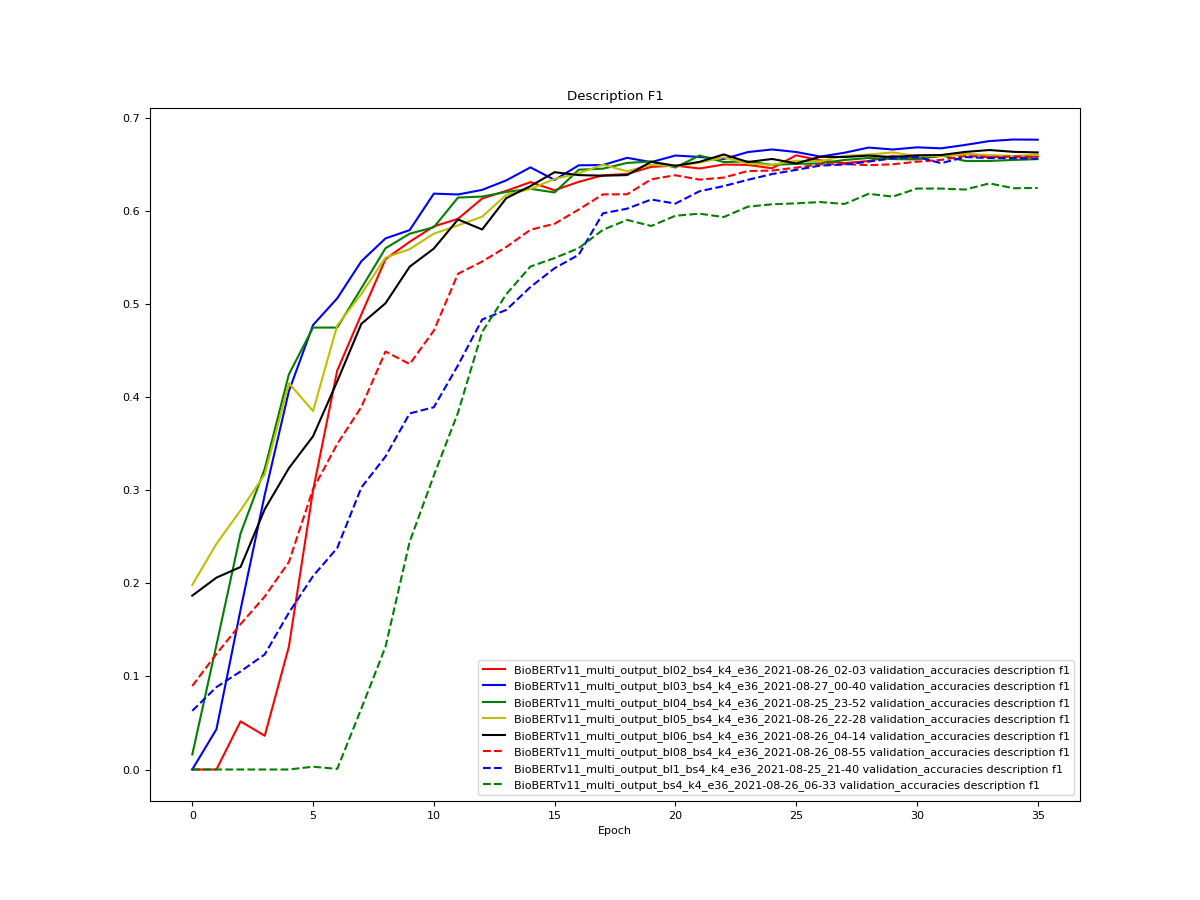 Description F1
0.7
0.6
0.5
0.4
0.3
0.2
0.1
0.0
BioBERTv11_multi_output_bl02_bs4_k4_e36_2021-08-26_02-03 validation_accuracies description f1
BioBERTv11_multi_output_bl03_bs4_k4_e36_2021-08-27_00-40 validation_accuracies description f1
BioBERTv11_multi_output_bl04_bs4_k4_e36_2021-08-25_23-52 validation_accuracies description f1
BioBERTv11_multi_output_bl05_bs4_k4_e36_2021-08-26_22-28 validation_accuracies description f1
BioBERTv11_multi_output_bl06_bs4_k4_e36_2021-08-26_04-14 validation_accuracies description f1
BioBERTv11_multi_output_bl08_bs4_k4_e36_2021-08-26_08-55 validation_accuracies description f1
BioBERTv11_multi_output_bl1_bs4_k4_e36_2021-08-25_21-40 validation_accuracies description f1
BioBERTv11_multi_output_bs4_k4_e36_2021-08-26_06-33 validation_accuracies description f1
0 5 10 15 20 25 30 35
Epoch